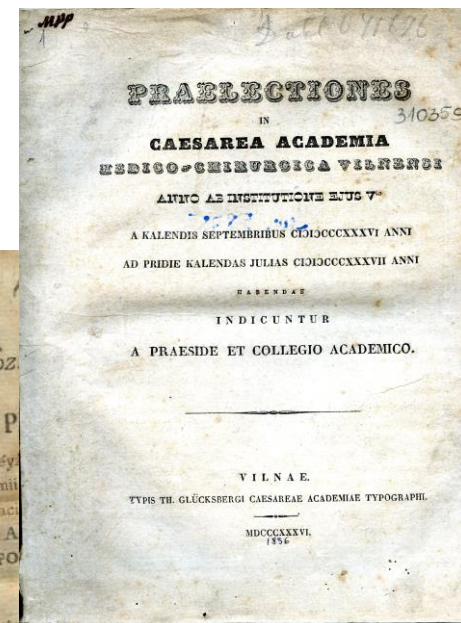 MPP
310359
PRAELECTIONES
IN
CAESAREA ACADEMIA
MEDICO-CHIRURGICA VILNENSI
ANNO AB INSTITUTIONE EJUS V
A KALENDIS SEPTEMBRIBUS CIƆIƆCCCXXXVI ANNI
AD PRIDIE KALENDAS JULIAS CIƆIƆCCCXXXVII ANNI
HABENDAE
INDICUNTUR
A PRAESIDE ET COLLEGIO ACADEMICO.
VILNAE.
TYPIS TH. GLÜCKSBERGI CAESAREAE ACADEMIAE TYPOGRAPHI.
MDCCCXXXVI.
1836